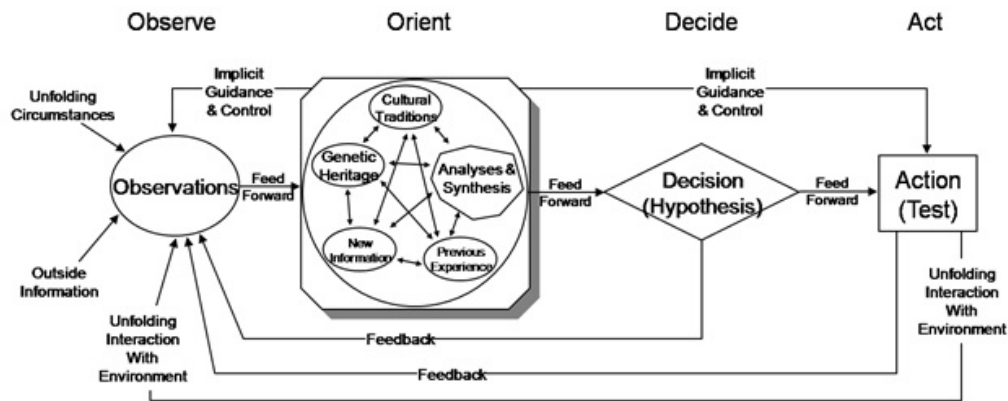 Observe
Orient
Decide
Act
Implicit
Guidance
& Control
Unfolding
Circumstances
Observations
Feed
Forward
Outside
Information
Unfolding
Interaction
With
Environment
Cultural
Traditions
Genetic
Heritage
Analyses &
Synthesis
New
Information
Previous
Experience
Feed
Forward
Implicit
Guidance
& Control
Decision
(Hypothesis)
Feed
Forward
Action
(Test)
Unfolding
Interaction
With
Environment
Feedback
Feedback